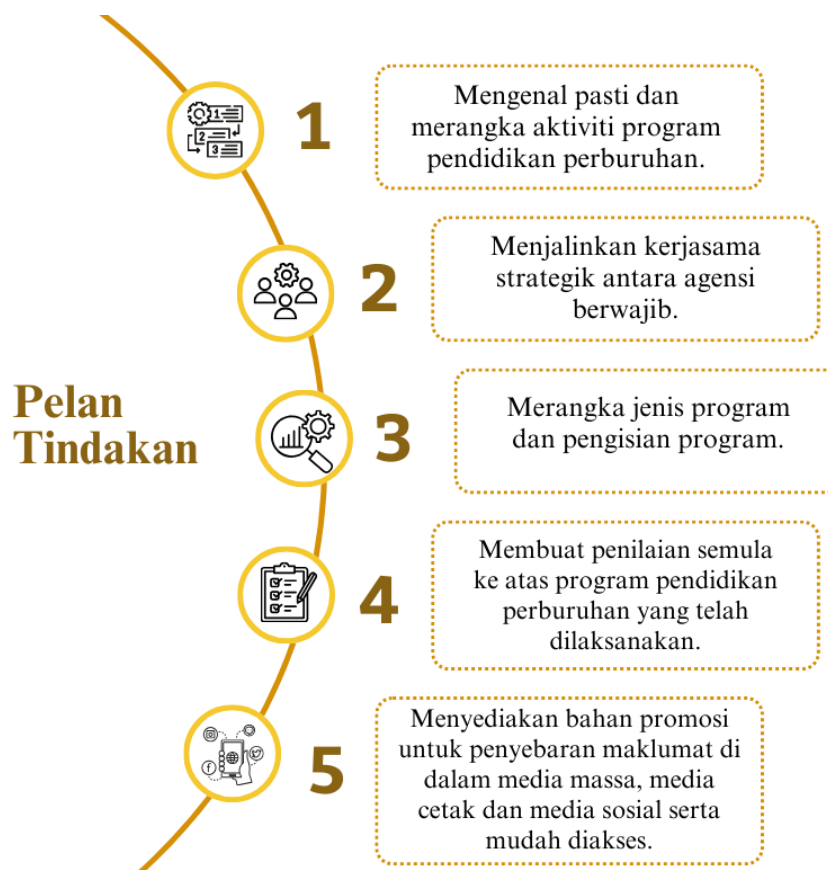 Pelan
Tindakan
1
Mengenal pasti dan
merangka aktiviti program
pendidikan perburuhan.
2
Menjalinkan kerjasama
strategik antara agensi
berwajib.
3
Merangka jenis program
dan pengisian program.
4
Membuat penilaian semula
ke atas program pendidikan
perburuhan yang telah
dilaksanakan.
5
Menyediakan bahan promosi
untuk penyebaran maklumat di
dalam media massa, media
cetak dan media sosial serta
mudah diakses.